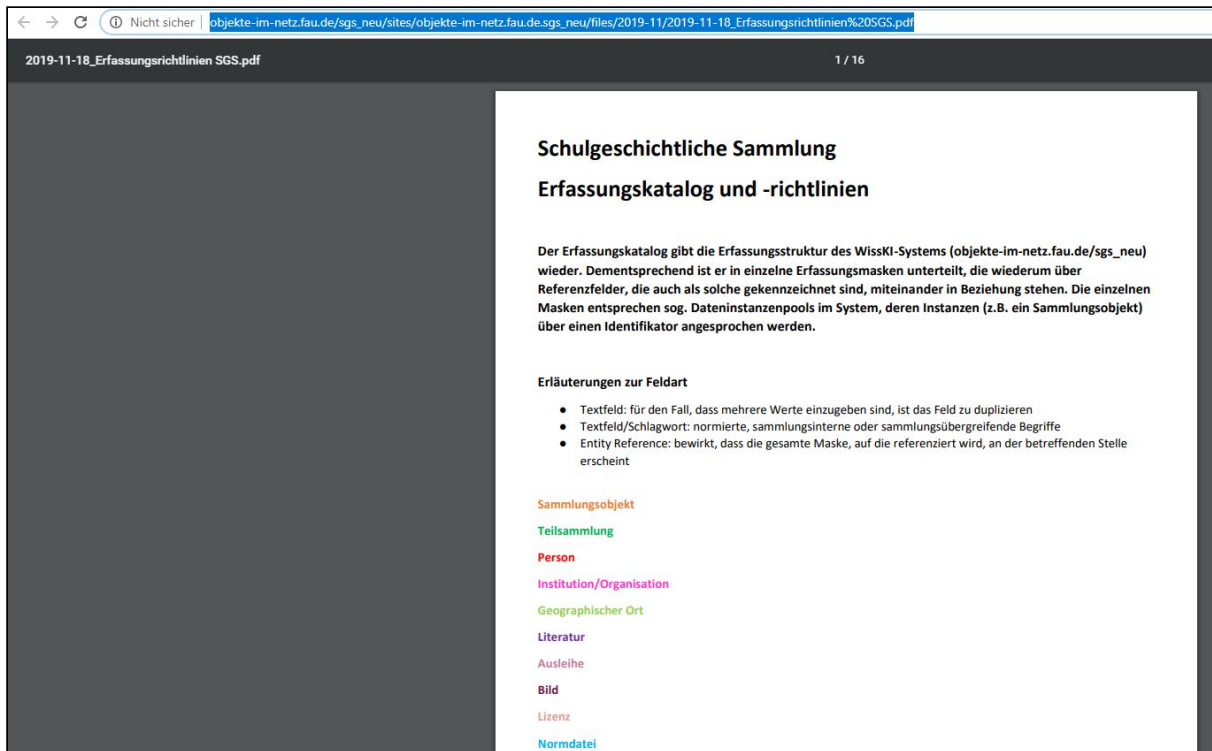 Nicht sicher | objekte-im-netz.fau.de/sgs_neu/sites/objekte-im-netz.fau.de.sgs_neu/files/2019-11/2019-11-18_Erfassungsrichtlinien%20SGS.pdf
2019-11-18_Erfassungsrichtlinien SGS.pdf 1 / 16
Schulgeschichtliche Sammlung
Erfassungskatalog und -richtlinien
Der Erfassungskatalog gibt die Erfassungsstruktur des WissKI-Systems (objekte-im-netz.fau.de/sgs_neu)
wieder. Dementsprechend ist er in einzelne Erfassungsmasken unterteilt, die wiederum über
Referenzfelder, die auch als solche gekennzeichnet sind, miteinander in Beziehung stehen. Die einzelnen
Masken entsprechen sog. Dateninstanzenpools im System, deren Instanzen (z.B. ein Sammlungsobjekt)
über einen Identifikator angesprochen werden.
Erläuterungen zur Feldart
● Textfeld: für den Fall, dass mehrere Werte einzugeben sind, ist das Feld zu duplizieren
● Textfeld/Schlagwort: normierte, sammlungsinterne oder sammlungsübergreifende Begriffe
● Entity Reference: bewirkt, dass die gesamte Maske, auf die referenziert wird, an der betreffenden Stelle
erscheint
Sammlungsobjekt
Teilsammlung
Person
Institution/Organisation
Geographischer Ort
Literatur
Ausleihe
Bild
Lizenz
Normdatei